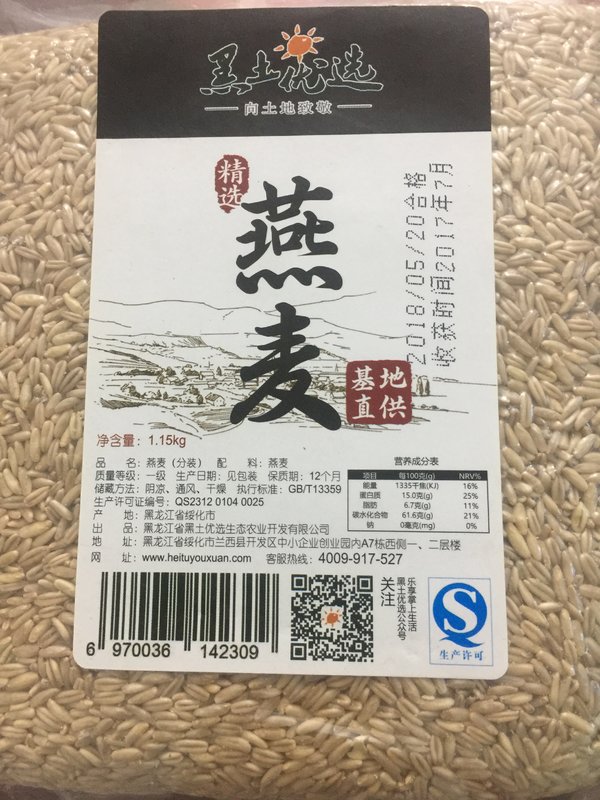 黑土优选
向土地致敬
精选
燕麦
基地
直供
2018/05/20合格
收获时间2017年7月
净含量：1.15kg
品 名：燕麦（分装） 配 料：燕麦
质量等级：一级 生产日期：见包装 保质期：12个月
储藏方法：阴凉、通风、干燥 执行标准：GB/T13359
生产许可证编号：QS2312 0104 0025
产 地：黑龙江省绥化市
出 品：黑龙江省黑土优选生态农业开发有限公司
地 址：黑龙江省绥化市兰西县开发区中小企业创业园内A7栋西侧一、二层楼
网 址：www.heituyouxuan.com 客服热线：4009-917-527
营养成分表
项目 每100克(g) NRV%
能量 1335千焦(KJ) 16%
蛋白质 15.0克(g) 25%
脂肪 6.7克(g) 11%
碳水化合物 61.6克(g) 21%
钠 0毫克(mg) 0%
6 970036 142309
关注
黑土优选公众号
乐享掌上生活
生产许可